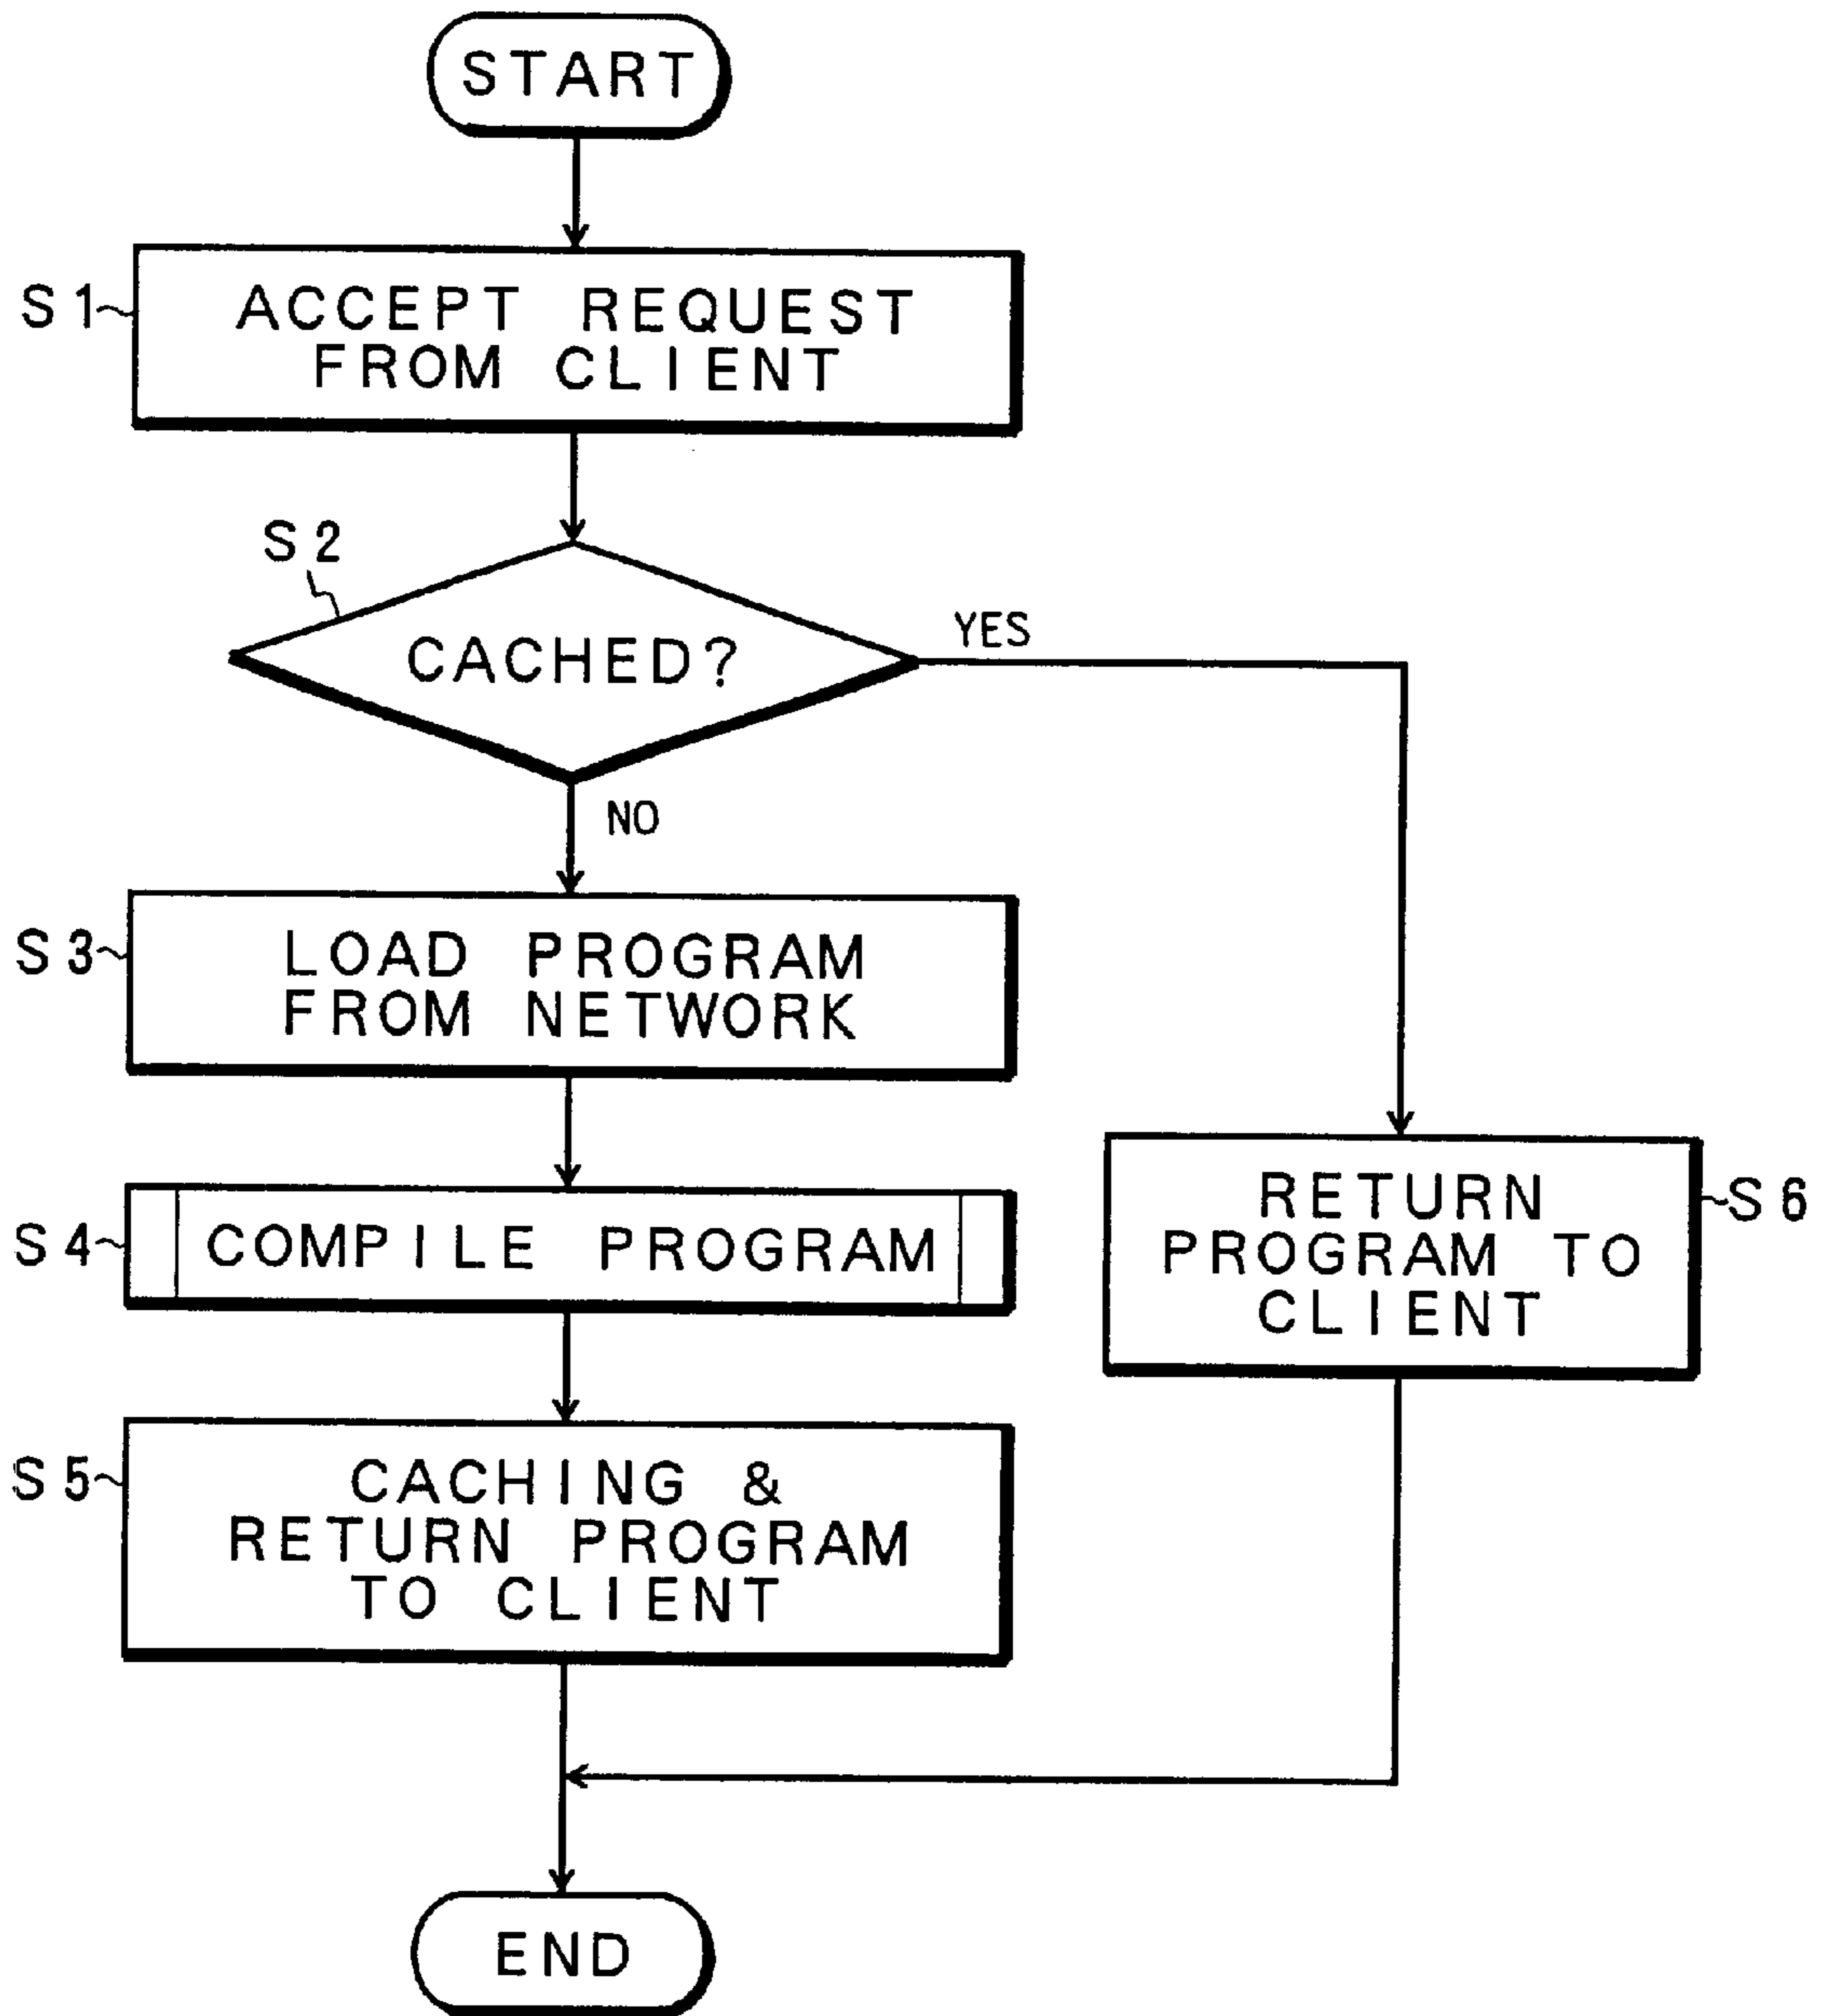 START
S1
ACCEPT REQUEST
FROM CLIENT
S2
CACHED?
YES
NO
S3
LOAD PROGRAM
FROM NETWORK
S4
COMPILE PROGRAM
S5
CACHING &
RETURN PROGRAM
TO CLIENT
RETURN
PROGRAM TO
CLIENT
S6
END